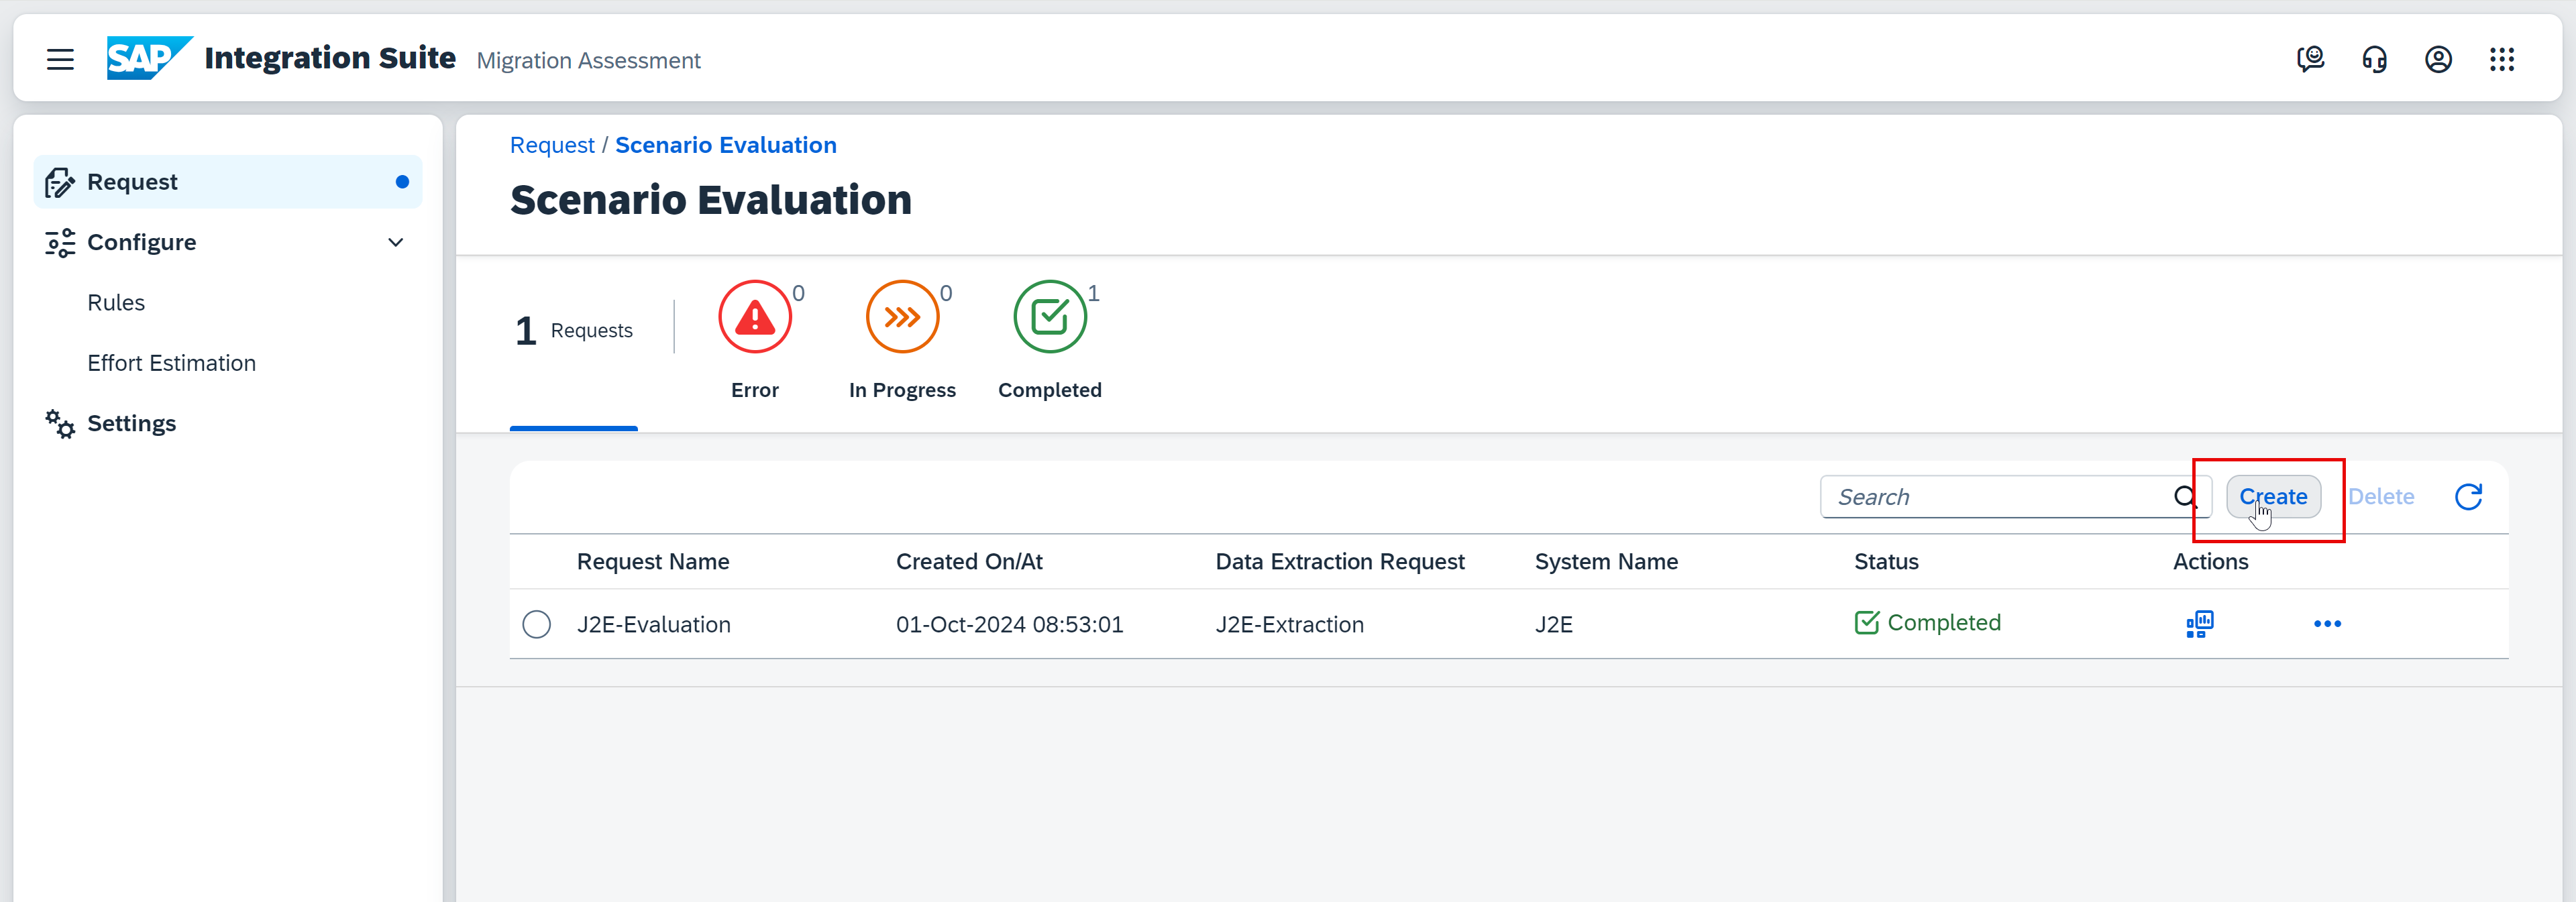 SAP Integration Suite Migration Assessment
Request
Configure
Rules
Effort Estimation
Settings
Request / Scenario Evaluation
Scenario Evaluation
1 Requests
0
Error
0
In Progress
1
Completed
Search Create Delete
Request Name Created On/At Data Extraction Request System Name Status Actions
J2E-Evaluation 01-Oct-2024 08:53:01 J2E-Extraction J2E Completed